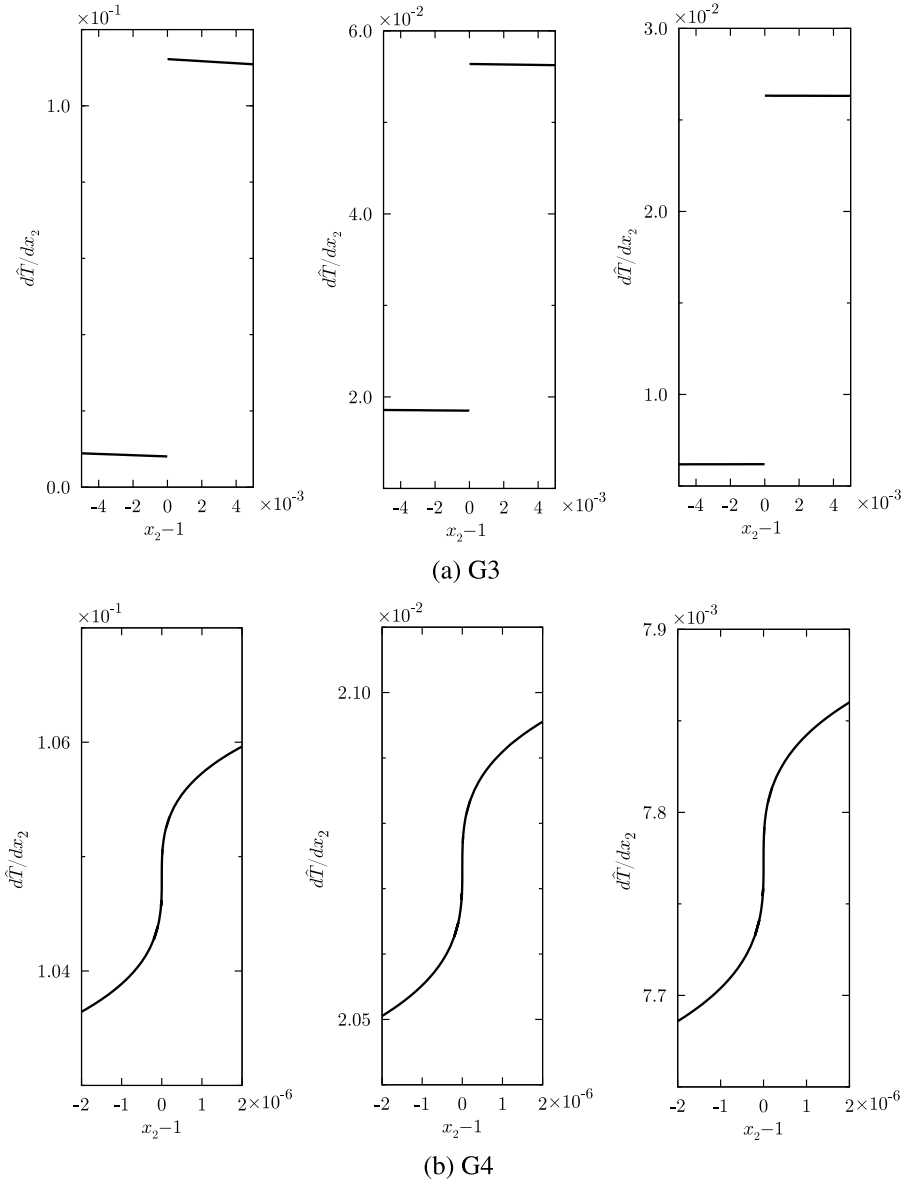 ×10⁻¹
1.0
0.0
dT̂/dx₂
-4 -2 0 2 4 ×10⁻³
x₂−1
×10⁻²
6.0
4.0
2.0
dT̂/dx₂
-4 -2 0 2 4 ×10⁻³
x₂−1
×10⁻²
3.0
2.0
1.0
dT̂/dx₂
-4 -2 0 2 4 ×10⁻³
x₂−1
(a) G3
×10⁻¹
1.06
1.04
dT̂/dx₂
-2 -1 0 1 2×10⁻⁶
x₂−1
×10⁻²
2.10
2.05
dT̂/dx₂
-2 -1 0 1 2×10⁻⁶
x₂−1
×10⁻³
7.9
7.8
7.7
dT̂/dx₂
-2 -1 0 1 2×10⁻⁶
x₂−1
(b) G4